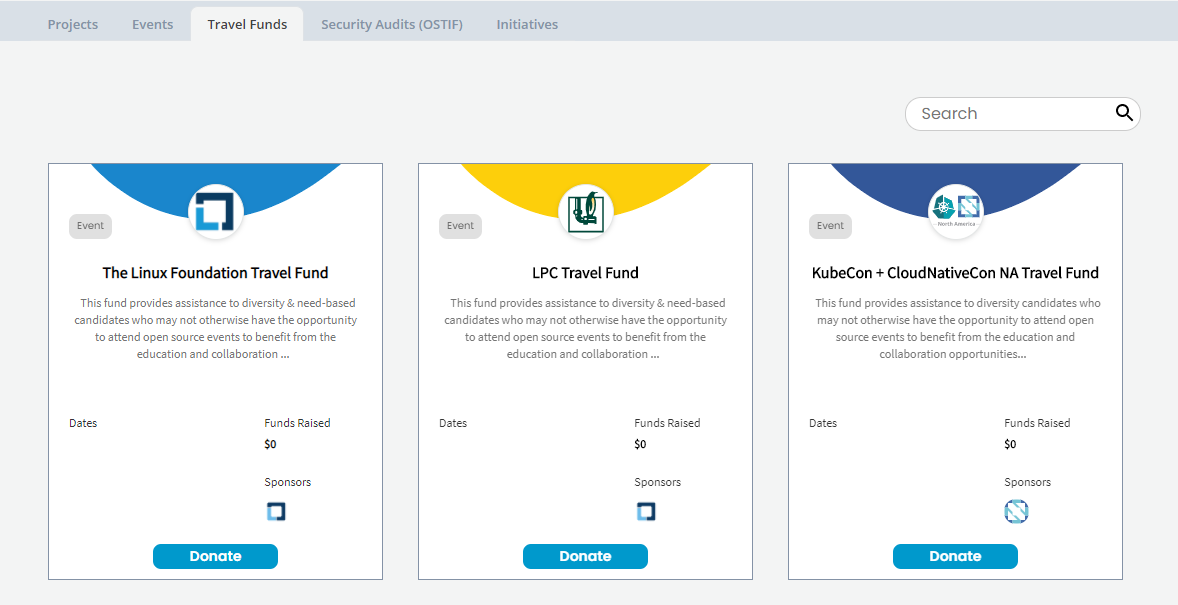 Projects
Events
Travel Funds
Security Audits (OSTIF)
Initiatives
Search
Event
The Linux Foundation Travel Fund
This fund provides assistance to diversity & need-based
candidates who may not otherwise have the opportunity
to attend open source events to benefit from the
education and collaboration ...
Dates
Funds Raised
$0
Sponsors
Donate
Event
LPC Travel Fund
This fund provides assistance to diversity & need-based
candidates who may not otherwise have the opportunity
to attend open source events to benefit from the
education and collaboration ...
Dates
Funds Raised
$0
Sponsors
Donate
North America
Event
KubeCon + CloudNativeCon NA Travel Fund
This fund provides assistance to diversity candidates who
may not otherwise have the opportunity to attend open
source events to benefit from the education and
collaboration opportunities...
Dates
Funds Raised
$0
Sponsors
Donate